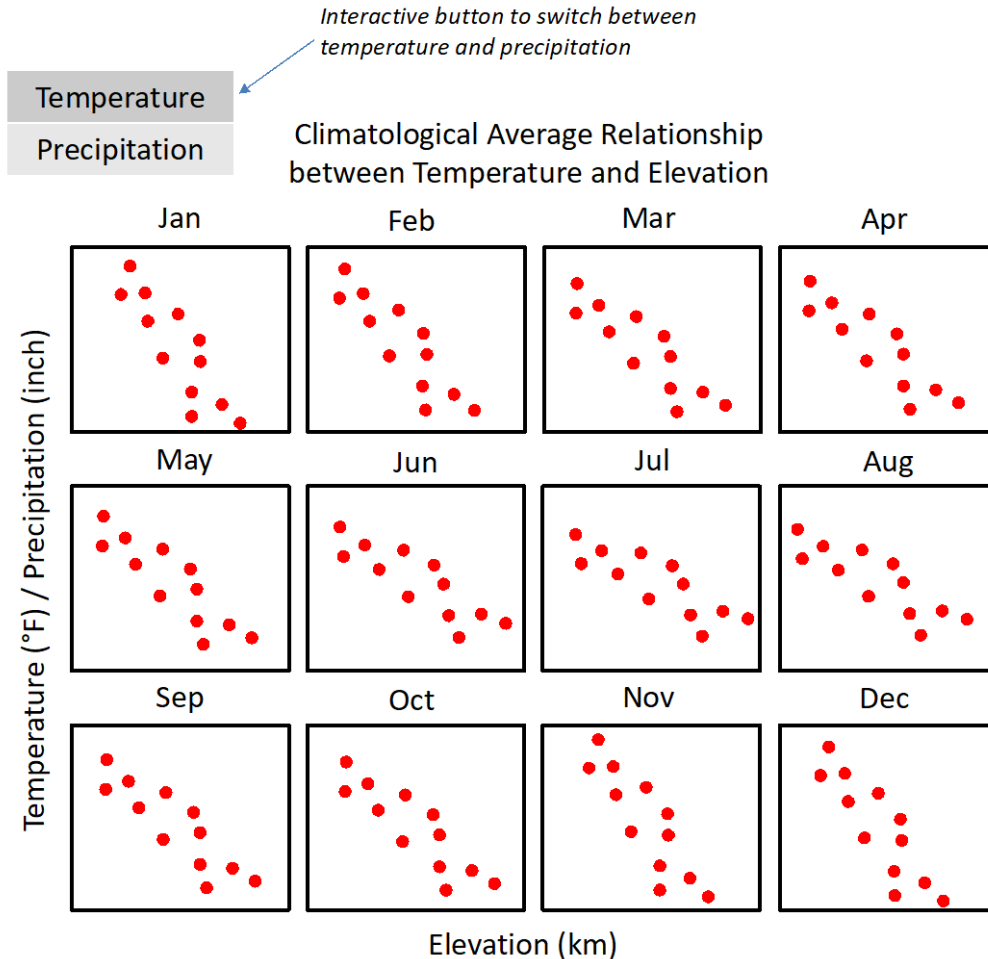 Interactive button to switch between
temperature and precipitation
Temperature
Precipitation
Climatological Average Relationship
between Temperature and Elevation
Jan
Feb
Mar
Apr
May
Jun
Jul
Aug
Sep
Oct
Nov
Dec
Temperature (°F) / Precipitation (inch)
Elevation (km)